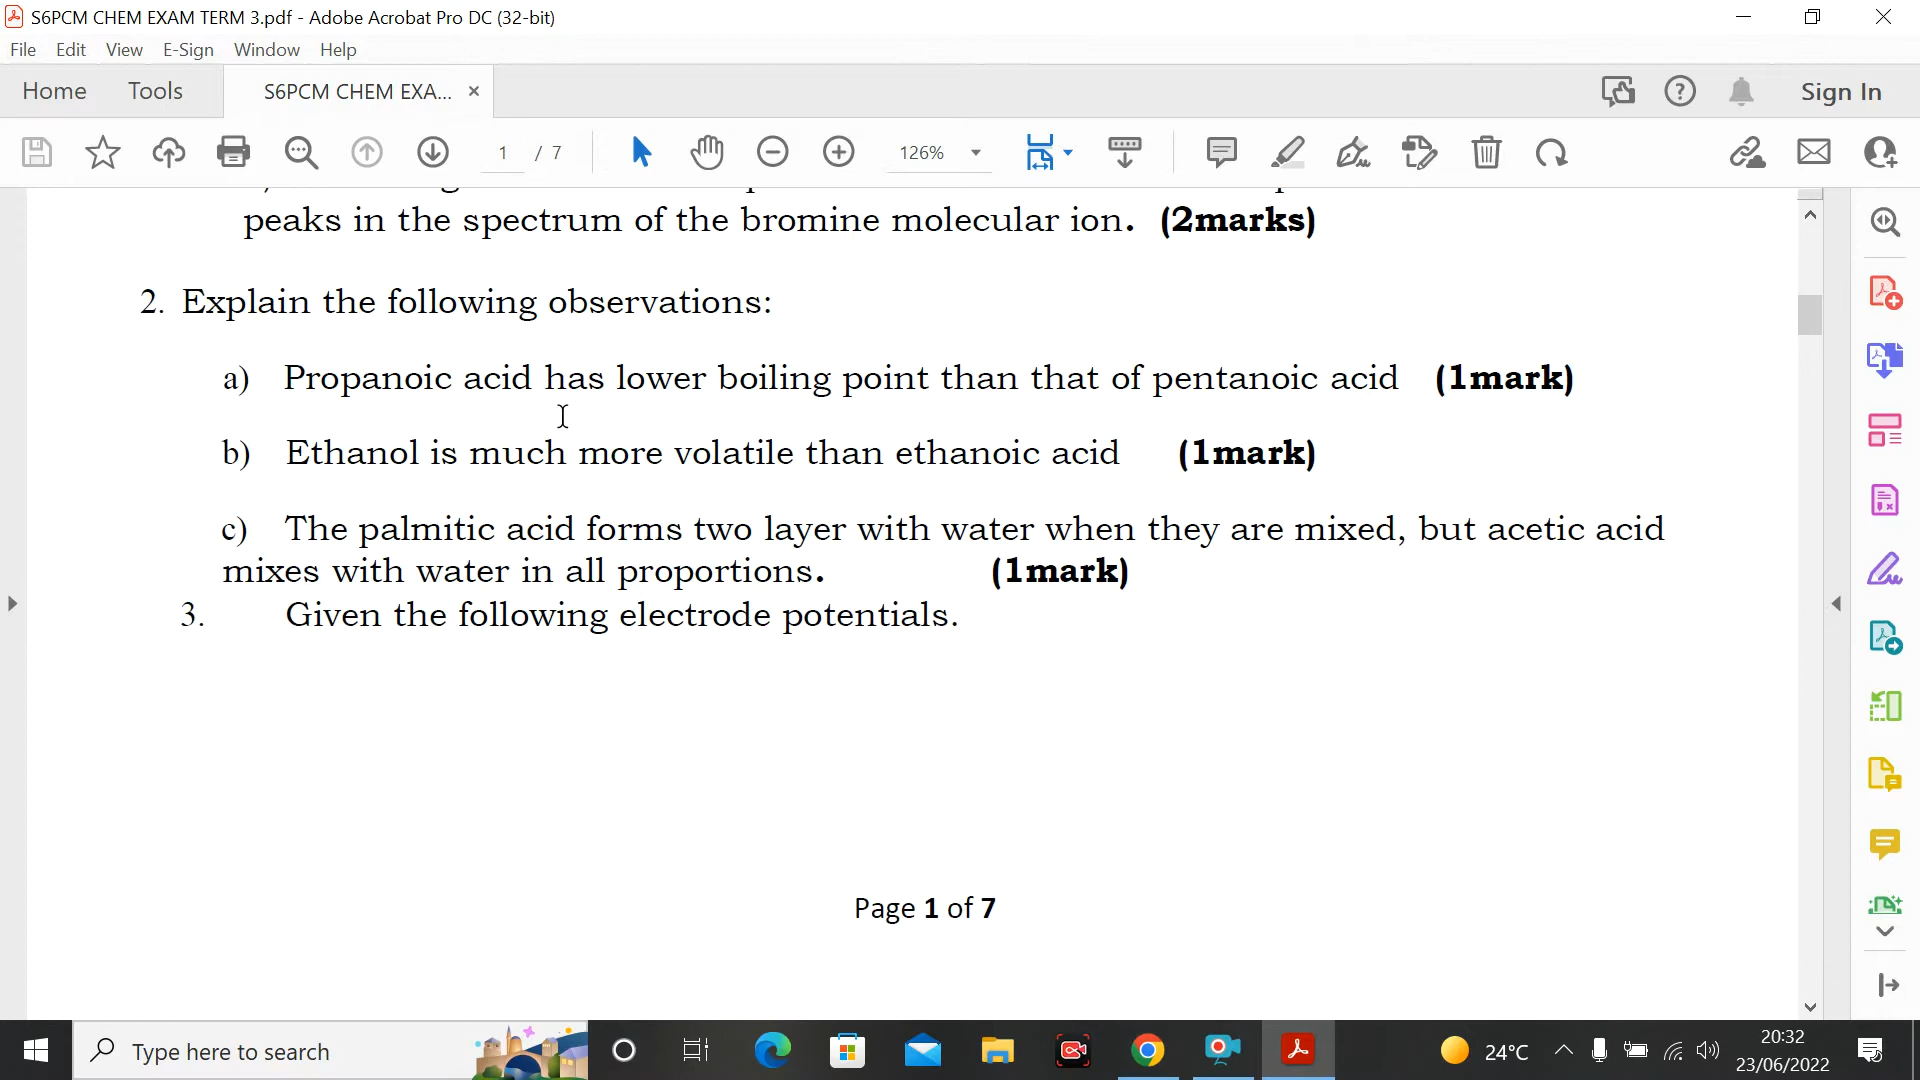 S6PCM CHEM EXAM TERM 3.pdf - Adobe Acrobat Pro DC (32-bit)
File Edit View E-Sign Window Help
Home Tools S6PCM CHEM EXA... × Sign In
1 / 7 126%
peaks in the spectrum of the bromine molecular ion. (2marks)
2. Explain the following observations:
a) Propanoic acid has lower boiling point than that of pentanoic acid (1mark)
b) Ethanol is much more volatile than ethanoic acid (1mark)
c) The palmitic acid forms two layer with water when they are mixed, but acetic acid
mixes with water in all proportions. (1mark)
3. Given the following electrode potentials.
Page 1 of 7
Type here to search
24°C
20:32
23/06/2022